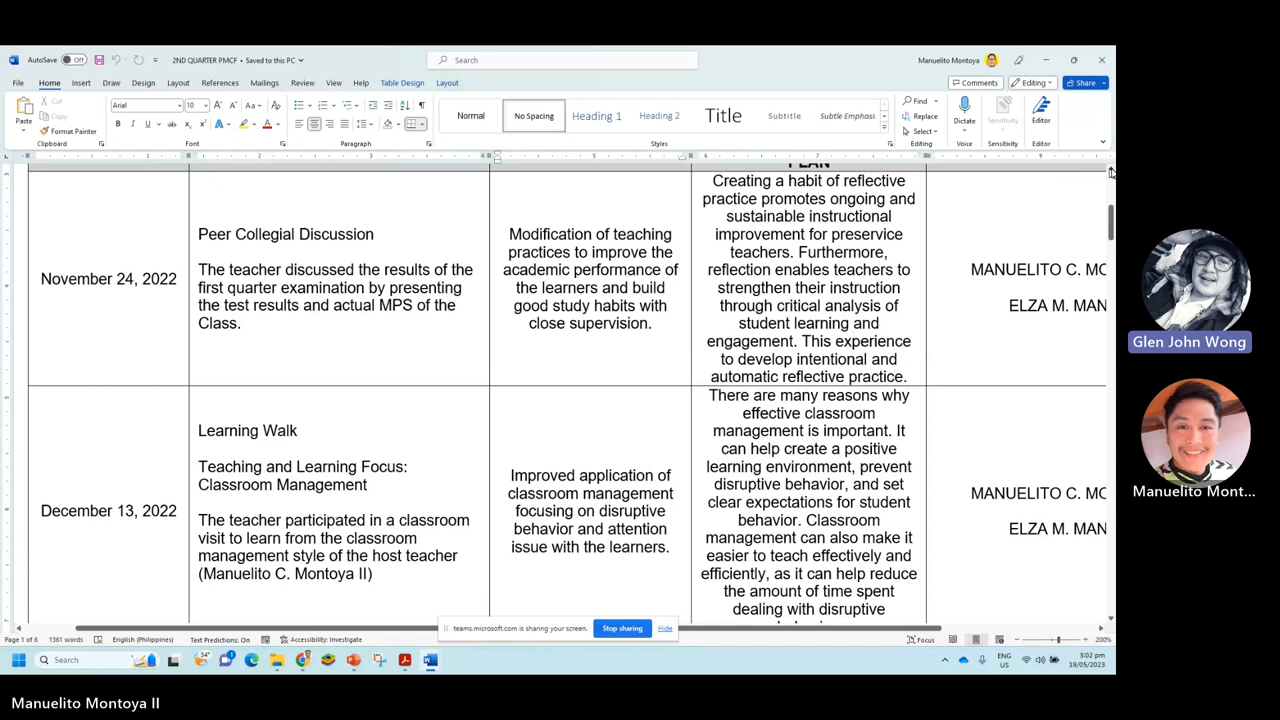 AutoSave Off 2ND QUARTER PMCF • Saved to this PC Search Manuelito Montoya
File Home Insert Draw Design Layout References Mailings Review View Help Table Design Layout Comments Editing Share
Paste Cut Copy Format Painter
Arial 10
Normal No Spacing Heading 1 Heading 2 Title Subtitle Subtle Emphasi...
Find Replace Select Dictate Sensitivity Editor
Clipboard Font Paragraph Styles Editing Voice Sensitivity Editor
PLAN
November 24, 2022
Peer Collegial Discussion
The teacher discussed the results of the
first quarter examination by presenting
the test results and actual MPS of the
Class.
Modification of teaching
practices to improve the
academic performance of
the learners and build
good study habits with
close supervision.
Creating a habit of reflective
practice promotes ongoing and
sustainable instructional
improvement for preservice
teachers. Furthermore,
reflection enables teachers to
strengthen their instruction
through critical analysis of
student learning and
engagement. This experience
to develop intentional and
automatic reflective practice.
MANUELITO C. MO
ELZA M. MAN
December 13, 2022
Learning Walk
Teaching and Learning Focus:
Classroom Management
The teacher participated in a classroom
visit to learn from the classroom
management style of the host teacher
(Manuelito C. Montoya II)
Improved application of
classroom management
focusing on disruptive
behavior and attention
issue with the learners.
There are many reasons why
effective classroom
management is important. It
can help create a positive
learning environment, prevent
disruptive behavior, and set
clear expectations for student
behavior. Classroom
management can also make it
easier to teach effectively and
efficiently, as it can help reduce
the amount of time spent
dealing with disruptive
MANUELITO C. MO
ELZA M. MAN
teams.microsoft.com is sharing your screen. Stop sharing Hide
Page 1 of 6 1361 words English (Philippines) Text Predictions: On Accessibility: Investigate Focus 200%
Search 34° ENG US 3:02 pm 19/05/2023
Glen John Wong
Manuelito Mont...
Manuelito Montoya II